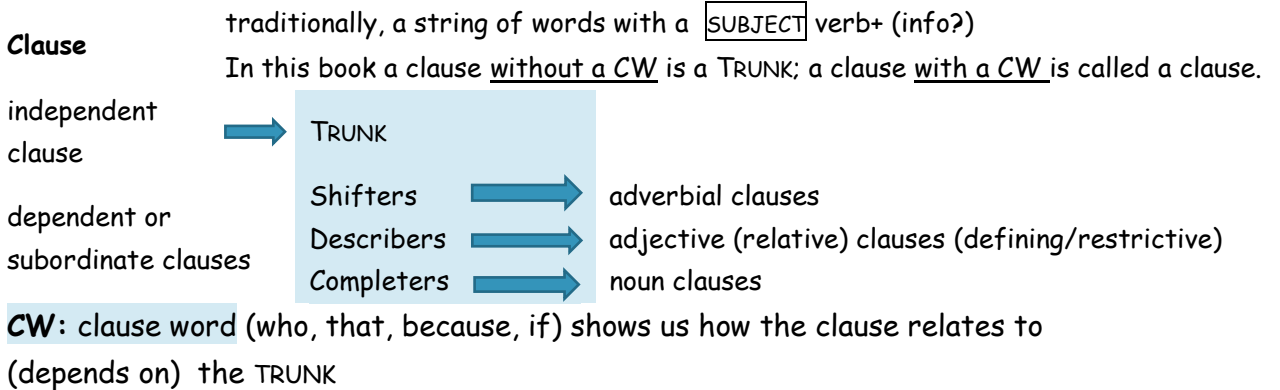 Clause
traditionally, a string of words with a SUBJECT verb+ (info?)
In this book a clause without a CW is a TRUNK; a clause with a CW is called a clause.
independent
clause
TRUNK
dependent or
subordinate clauses
Shifters adverbial clauses
Describers adjective (relative) clauses (defining/restrictive)
Completers noun clauses
CW: clause word (who, that, because, if) shows us how the clause relates to
(depends on) the TRUNK